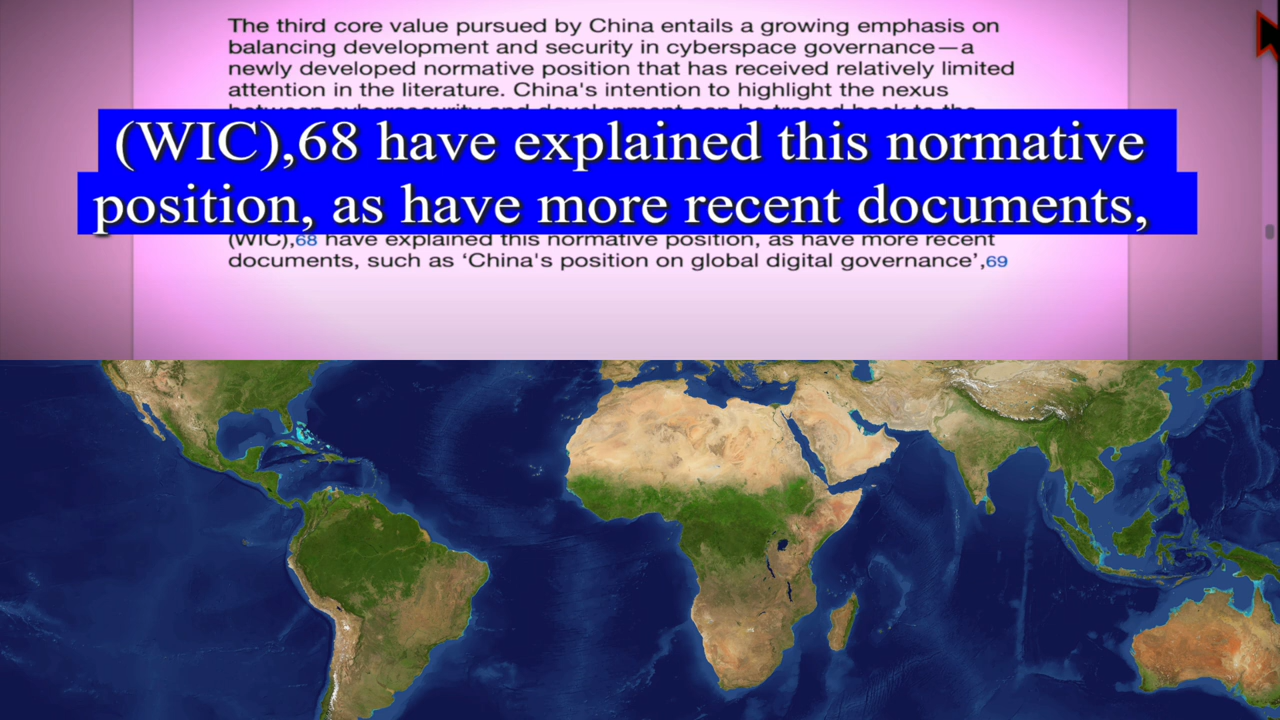 The third core value pursued by China entails a growing emphasis on
balancing development and security in cyberspace governance—a
newly developed normative position that has received relatively limited
attention in the literature. China's intention to highlight the nexus
(WIC),68 have explained this normative
position, as have more recent documents,
(WIC),68 have explained this normative position, as have more recent
documents, such as ‘China's position on global digital governance’,69